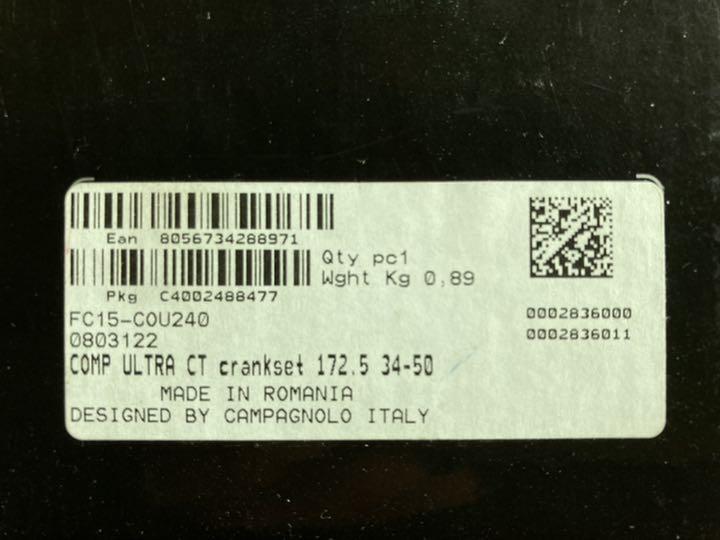 Ean 8056734288971
Pkg C4002488477
Qty pc1
Wght Kg 0,89
0002836000
0002836011
FC15-COU240
0803122
COMP ULTRA CT crankset 172.5 34-50
MADE IN ROMANIA
DESIGNED BY CAMPAGNOLO ITALY